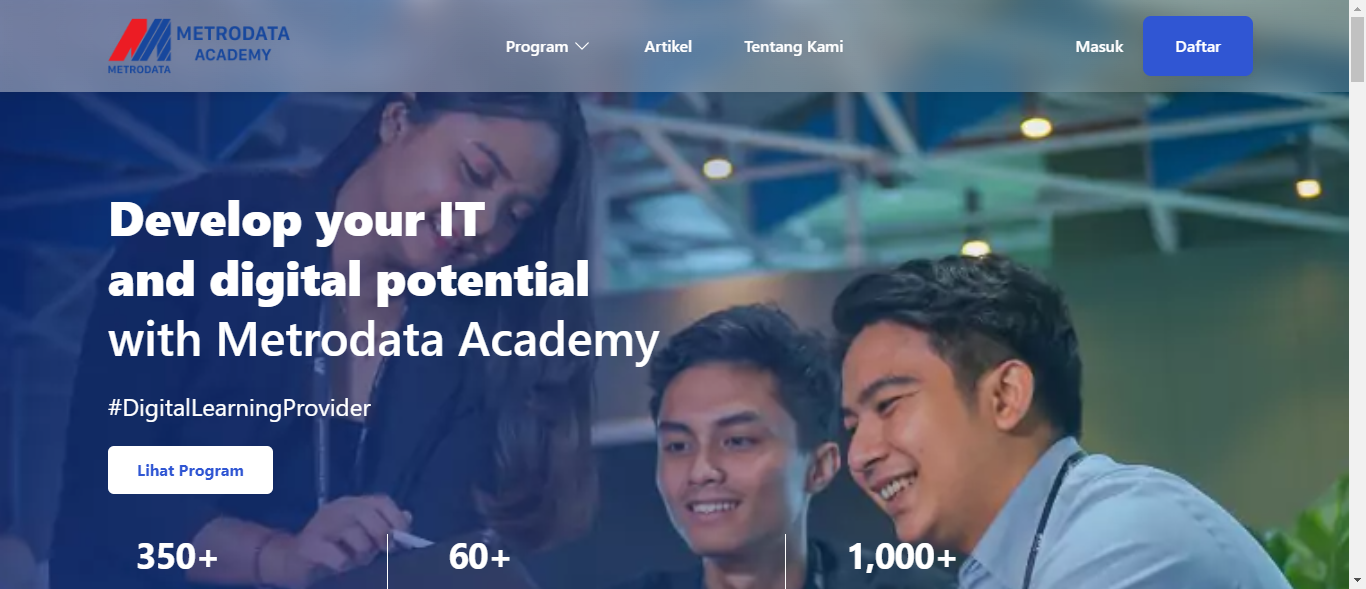 METRODATA
ACADEMY
METRODATA
Program
Artikel
Tentang Kami
Masuk
Daftar
Develop your IT
and digital potential
with Metrodata Academy
#DigitalLearningProvider
Lihat Program
350+
60+
1,000+